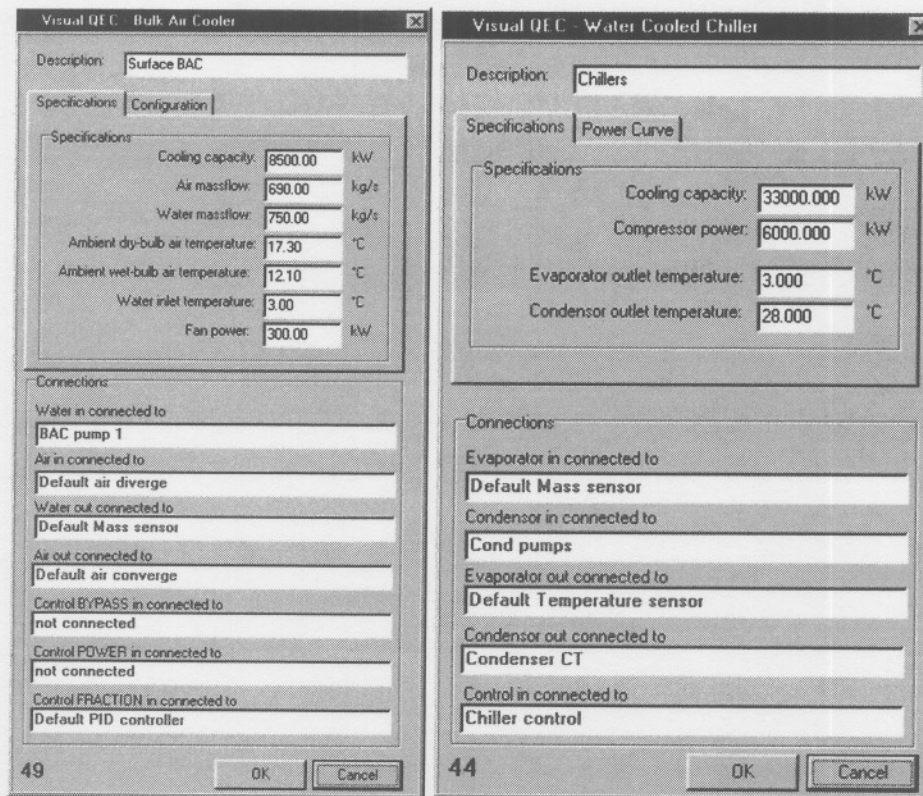 Visual QEC - Bulk Air Cooler
Description: Surface BAC
Specifications Configuration
Specifications
Cooling capacity: 8500.00 kW
Air massflow: 690.00 kg/s
Water massflow: 750.00 kg/s
Ambient dry-bulb air temperature: 17.30 °C
Ambient wet-bulb air temperature: 12.10 °C
Water inlet temperature: 3.00 °C
Fan power: 300.00 kW
Connections
Water in connected to
BAC pump 1
Air in connected to
Default air diverge
Water out connected to
Default Mass sensor
Air out connected to
Default air converge
Control BYPASS in connected to
not connected
Control POWER in connected to
not connected
Control FRACTION in connected to
Default PID controller
49 OK Cancel
Visual QEC - Water Cooled Chiller
Description: Chillers
Specifications Power Curve
Specifications
Cooling capacity: 33000.000 kW
Compressor power: 6000.000 kW
Evaporator outlet temperature: 3.000 °C
Condensor outlet temperature: 28.000 °C
Connections
Evaporator in connected to
Default Mass sensor
Condensor in connected to
Cond pumps
Evaporator out connected to
Default Temperature sensor
Condensor out connected to
Condenser CT
Control in connected to
Chiller control
44 OK Cancel